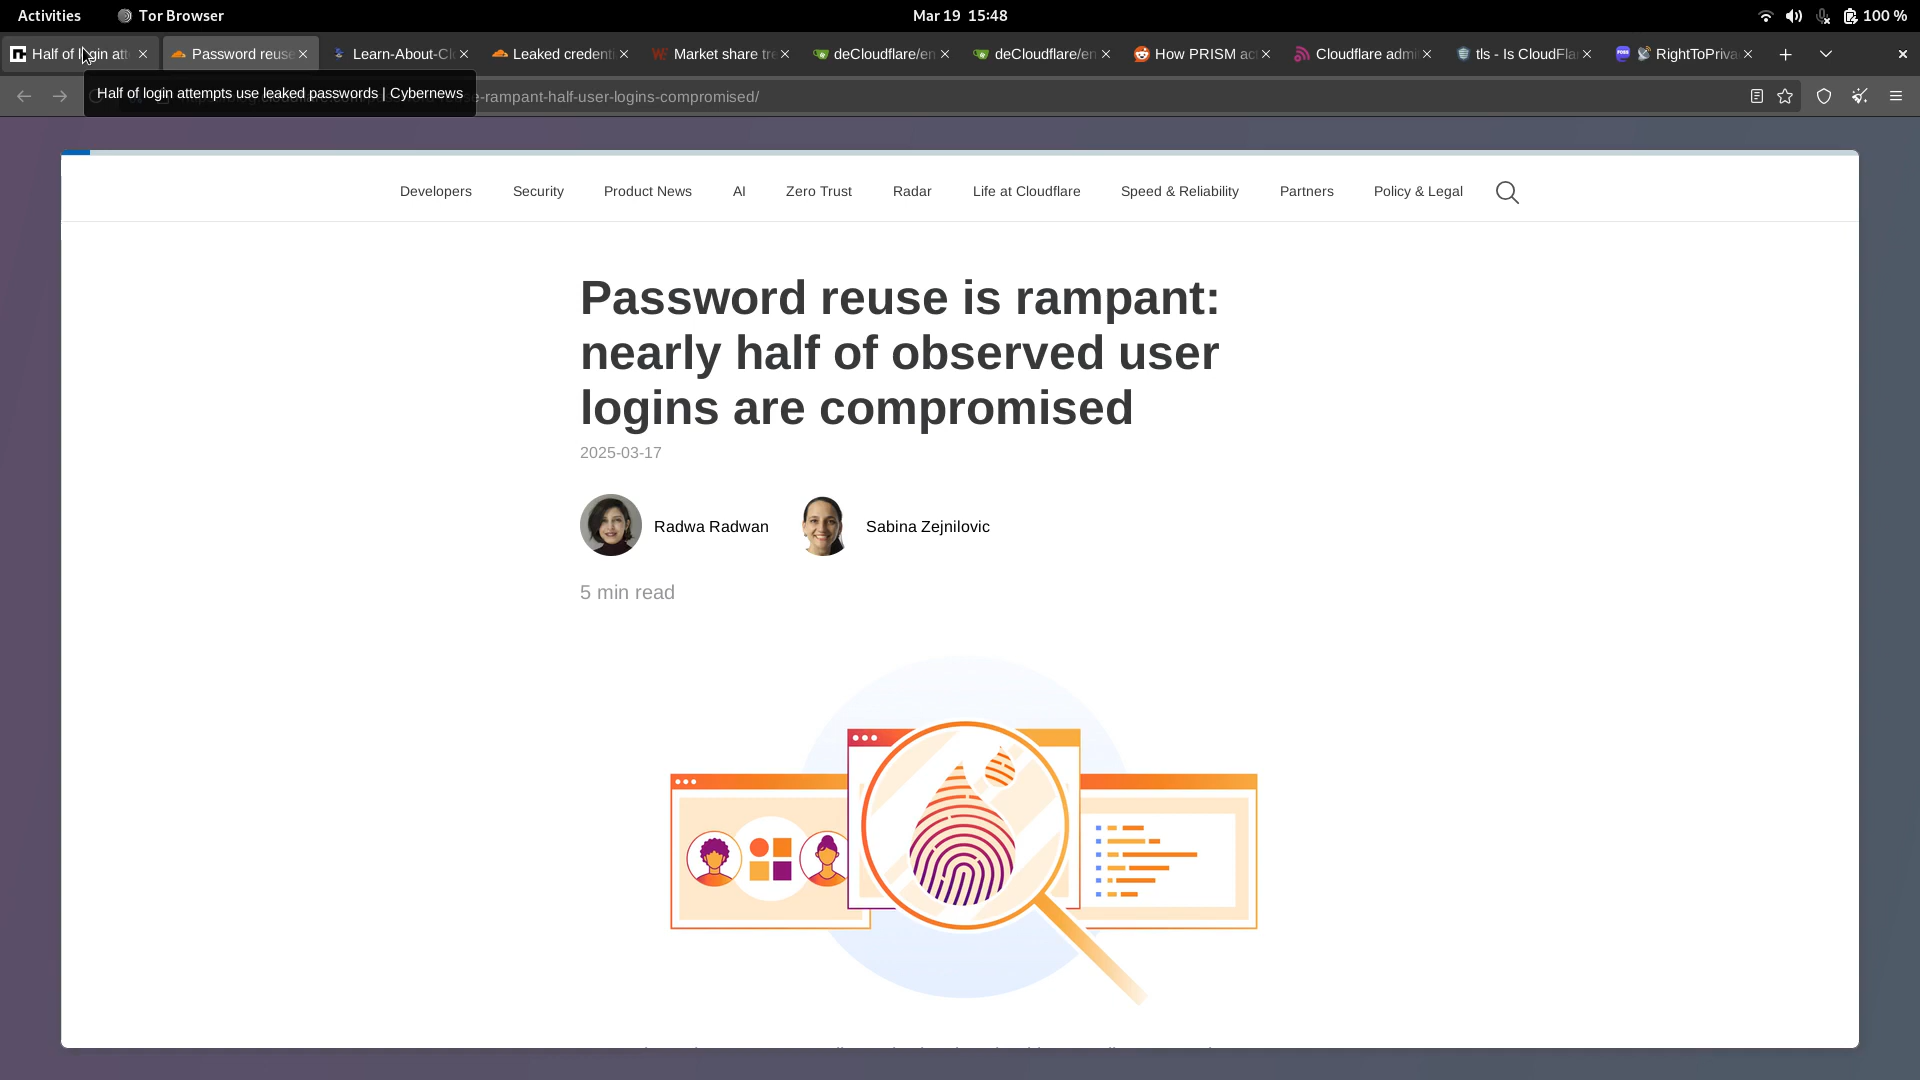 Activities
Tor Browser
Mar 19 15:48
100 %
Half of login att
Password reuse
Learn-About-Cl
Leaked credenti
Market share tre
deCloudflare/en
deCloudflare/en
How PRISM ac
Cloudflare admi
tls - Is CloudFla
RightToPriva
Half of login attempts use leaked passwords | Cybernews
e-rampant-half-user-logins-compromised/
Developers
Security
Product News
AI
Zero Trust
Radar
Life at Cloudflare
Speed & Reliability
Partners
Policy & Legal
Password reuse is rampant:
nearly half of observed user
logins are compromised
2025-03-17
Radwa Radwan
Sabina Zejnilovic
5 min read